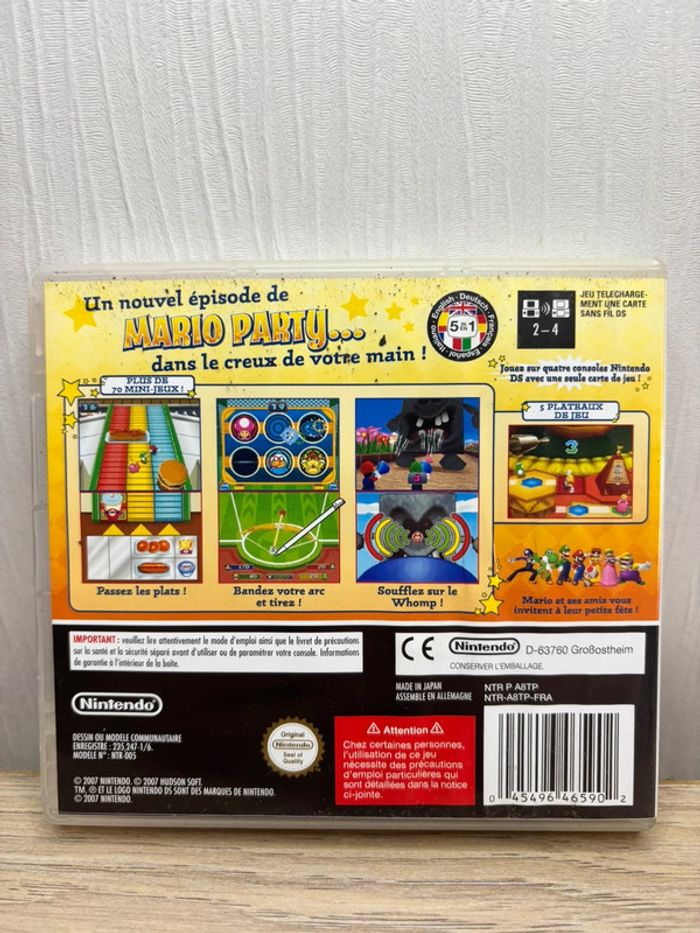 Un nouvel épisode de
MARIO PARTY...
dans le creux de votre main !
English · Deutsch · Français · Español · Italiano
5 IN EN 1
2–4
JEU TELECHARGE-
MENT UNE CARTE
SANS FIL DS
Jouez sur quatre consoles Nintendo
DS avec une seule carte de jeu !
PLUS DE
70 MINI-JEUX !
16
19
5 PLATEAUX
DE JEU
3
Passez les plats !
Bandez votre arc
et tirez !
Soufflez sur le
Whomp !
Mario et ses amis vous
invitent à leur petite fête !
IMPORTANT : veuillez lire attentivement le mode d'emploi ainsi que le livret de précautions
sur la santé et la sécurité séparé avant d'utiliser ou de paramétrer votre console. Informations
de garantie à l'intérieur de la boîte.
CE
Nintendo
D-63760 Großostheim
CONSERVER L'EMBALLAGE.
MADE IN JAPAN
ASSEMBLE EN ALLEMAGNE
NTR P A8TP
NTR-A8TP-FRA
Nintendo
DESSIN OU MODELE COMMUNAUTAIRE
ENREGISTRE : 235,247-1/6.
MODELE N° : NTR-005
Original
Nintendo
Seal of
Quality
Attention
Chez certaines personnes,
l'utilisation de ce jeu
nécessite des précautions
d'emploi particulières qui
sont détaillées dans la notice
ci-jointe.
© 2007 NINTENDO. © 2007 HUDSON SOFT.
TM, ® ET LE LOGO NINTENDO DS SONT DES MARQUES DE NINTENDO.
© 2007 NINTENDO.
0 45496 46590 2